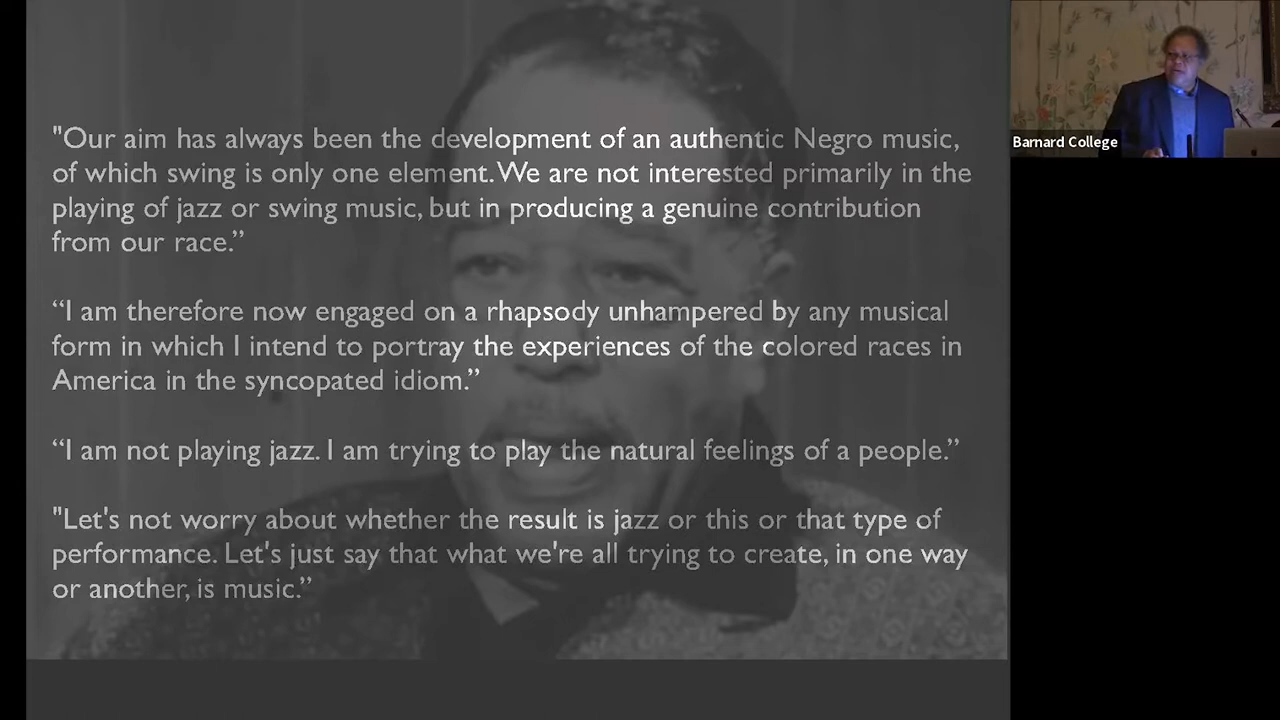 "Our aim has always been the development of an authentic Negro music,
of which swing is only one element. We are not interested primarily in the
playing of jazz or swing music, but in producing a genuine contribution
from our race.”
“I am therefore now engaged on a rhapsody unhampered by any musical
form in which I intend to portray the experiences of the colored races in
America in the syncopated idiom.”
“I am not playing jazz. I am trying to play the natural feelings of a people.”
"Let's not worry about whether the result is jazz or this or that type of
performance. Let's just say that what we're all trying to create, in one way
or another, is music.”
Barnard College